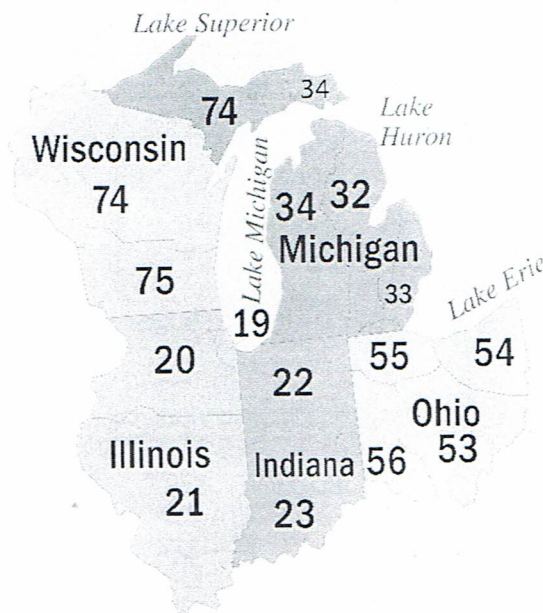 Lake Superior
34
74
Lake
Huron
Wisconsin
74
Lake Michigan
34 32
Michigan
75
33
Lake Erie
19
20
55
54
22
Ohio
Illinois
Indiana
56
53
21
23